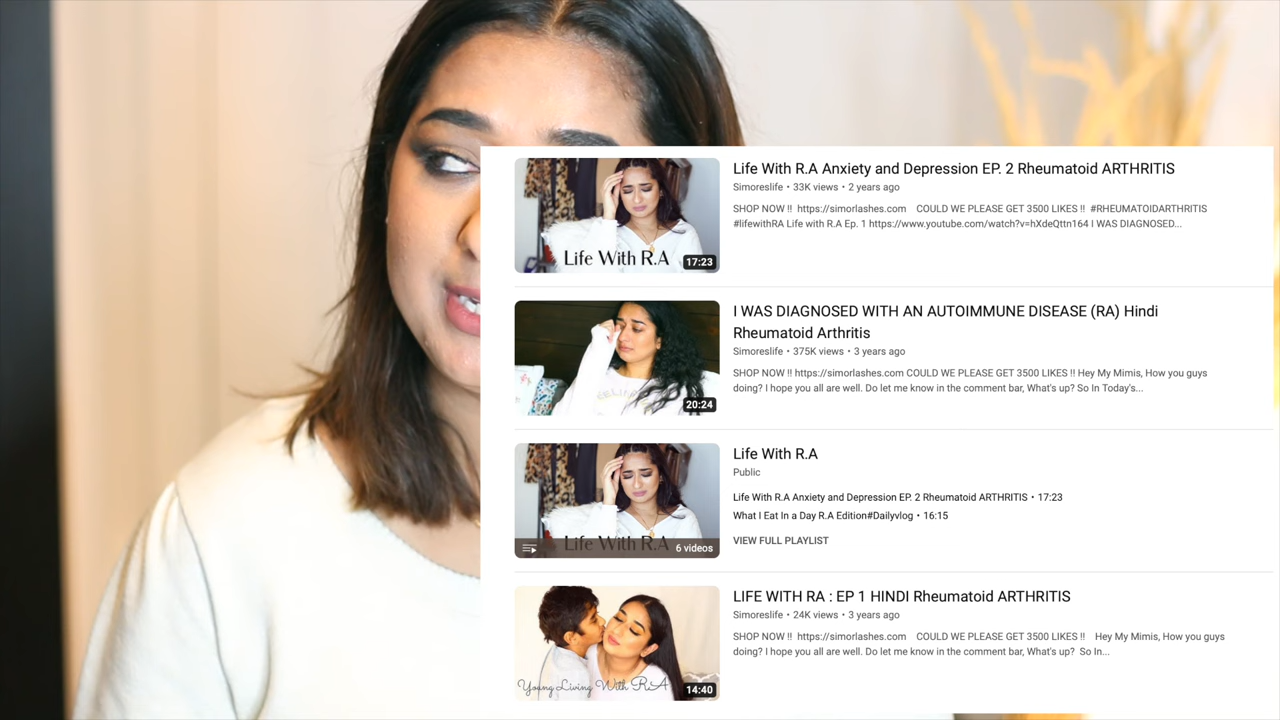 Life With R.A Anxiety and Depression EP. 2 Rheumatoid ARTHRITIS
Simoreslife • 33K views • 2 years ago
SHOP NOW !! https://simorlashes.com COULD WE PLEASE GET 3500 LIKES !! #RHEUMATOIDARTHRITIS
#lifewithRA Life with R.A Ep. 1 https://www.youtube.com/watch?v=hXdeQttn164 I WAS DIAGNOSED...
Life With R.A
17:23
I WAS DIAGNOSED WITH AN AUTOIMMUNE DISEASE (RA) Hindi
Rheumatoid Arthritis
Simoreslife • 375K views • 3 years ago
SHOP NOW !! https://simorlashes.com COULD WE PLEASE GET 3500 LIKES !! Hey My Mimis, How you guys
doing? I hope you all are well. Do let me know in the comment bar, What's up? So In Today's...
20:24
Life With R.A
Public
Life With R.A Anxiety and Depression EP. 2 Rheumatoid ARTHRITIS • 17:23
What I Eat In a Day R.A Edition#Dailyvlog • 16:15
VIEW FULL PLAYLIST
Life With R.A
6 videos
LIFE WITH RA : EP 1 HINDI Rheumatoid ARTHRITIS
Simoreslife • 24K views • 3 years ago
SHOP NOW !! https://simorlashes.com COULD WE PLEASE GET 3500 LIKES !! Hey My Mimis, How you guys
doing? I hope you all are well. Do let me know in the comment bar, What's up? So In...
Young Living With R.A
14:40